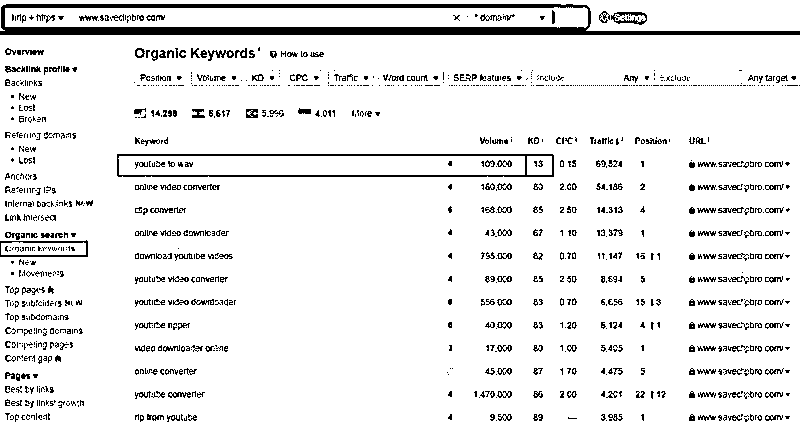 http + https www.saveclipbro.com/ × *.domain/* Settings
Overview
Backlink profile
Backlinks
New
Lost
Broken
Referring domains
New
Lost
Anchors
Referring IPs
Internal backlinks NEW
Link intersect
Organic search
Organic keywords
New
Movements
Top pages
Top subfolders NEW
Top subdomains
Competing domains
Competing pages
Content gap
Pages
Best by links
Best by links' growth
Top content
Organic Keywords How to use
Position Volume KD CPC Traffic Word count SERP features Include Any Exclude Any target
14,298 6,617 5,996 4,011 More
Keyword Volume KD CPC Traffic Position URL
youtube to wav 4 109,000 13 0.15 69,524 1 www.saveclipbro.com/
online video converter 4 160,000 80 2.00 54,186 2 www.saveclipbro.com/
clip converter 6 168,000 85 2.50 14,313 4 www.saveclipbro.com/
online video downloader 4 43,000 67 1.10 13,379 1 www.saveclipbro.com/
download youtube videos 4 795,000 82 0.70 11,147 16 1 www.saveclipbro.com/
youtube video converter 4 89,000 85 2.50 8,694 5 www.saveclipbro.com/
youtube video downloader 6 556,000 83 0.70 6,656 15 3 www.saveclipbro.com/
youtube ripper 6 40,000 83 1.20 6,124 4 1 www.saveclipbro.com/
video downloader online 3 17,000 80 1.00 5,405 1 www.saveclipbro.com/
online converter 45,000 87 1.70 4,475 5 www.saveclipbro.com/
youtube converter 4 1,470,000 86 2.00 4,201 22 12 www.saveclipbro.com/
rip from youtube 4 9,500 89 — 3,985 1 www.saveclipbro.com/